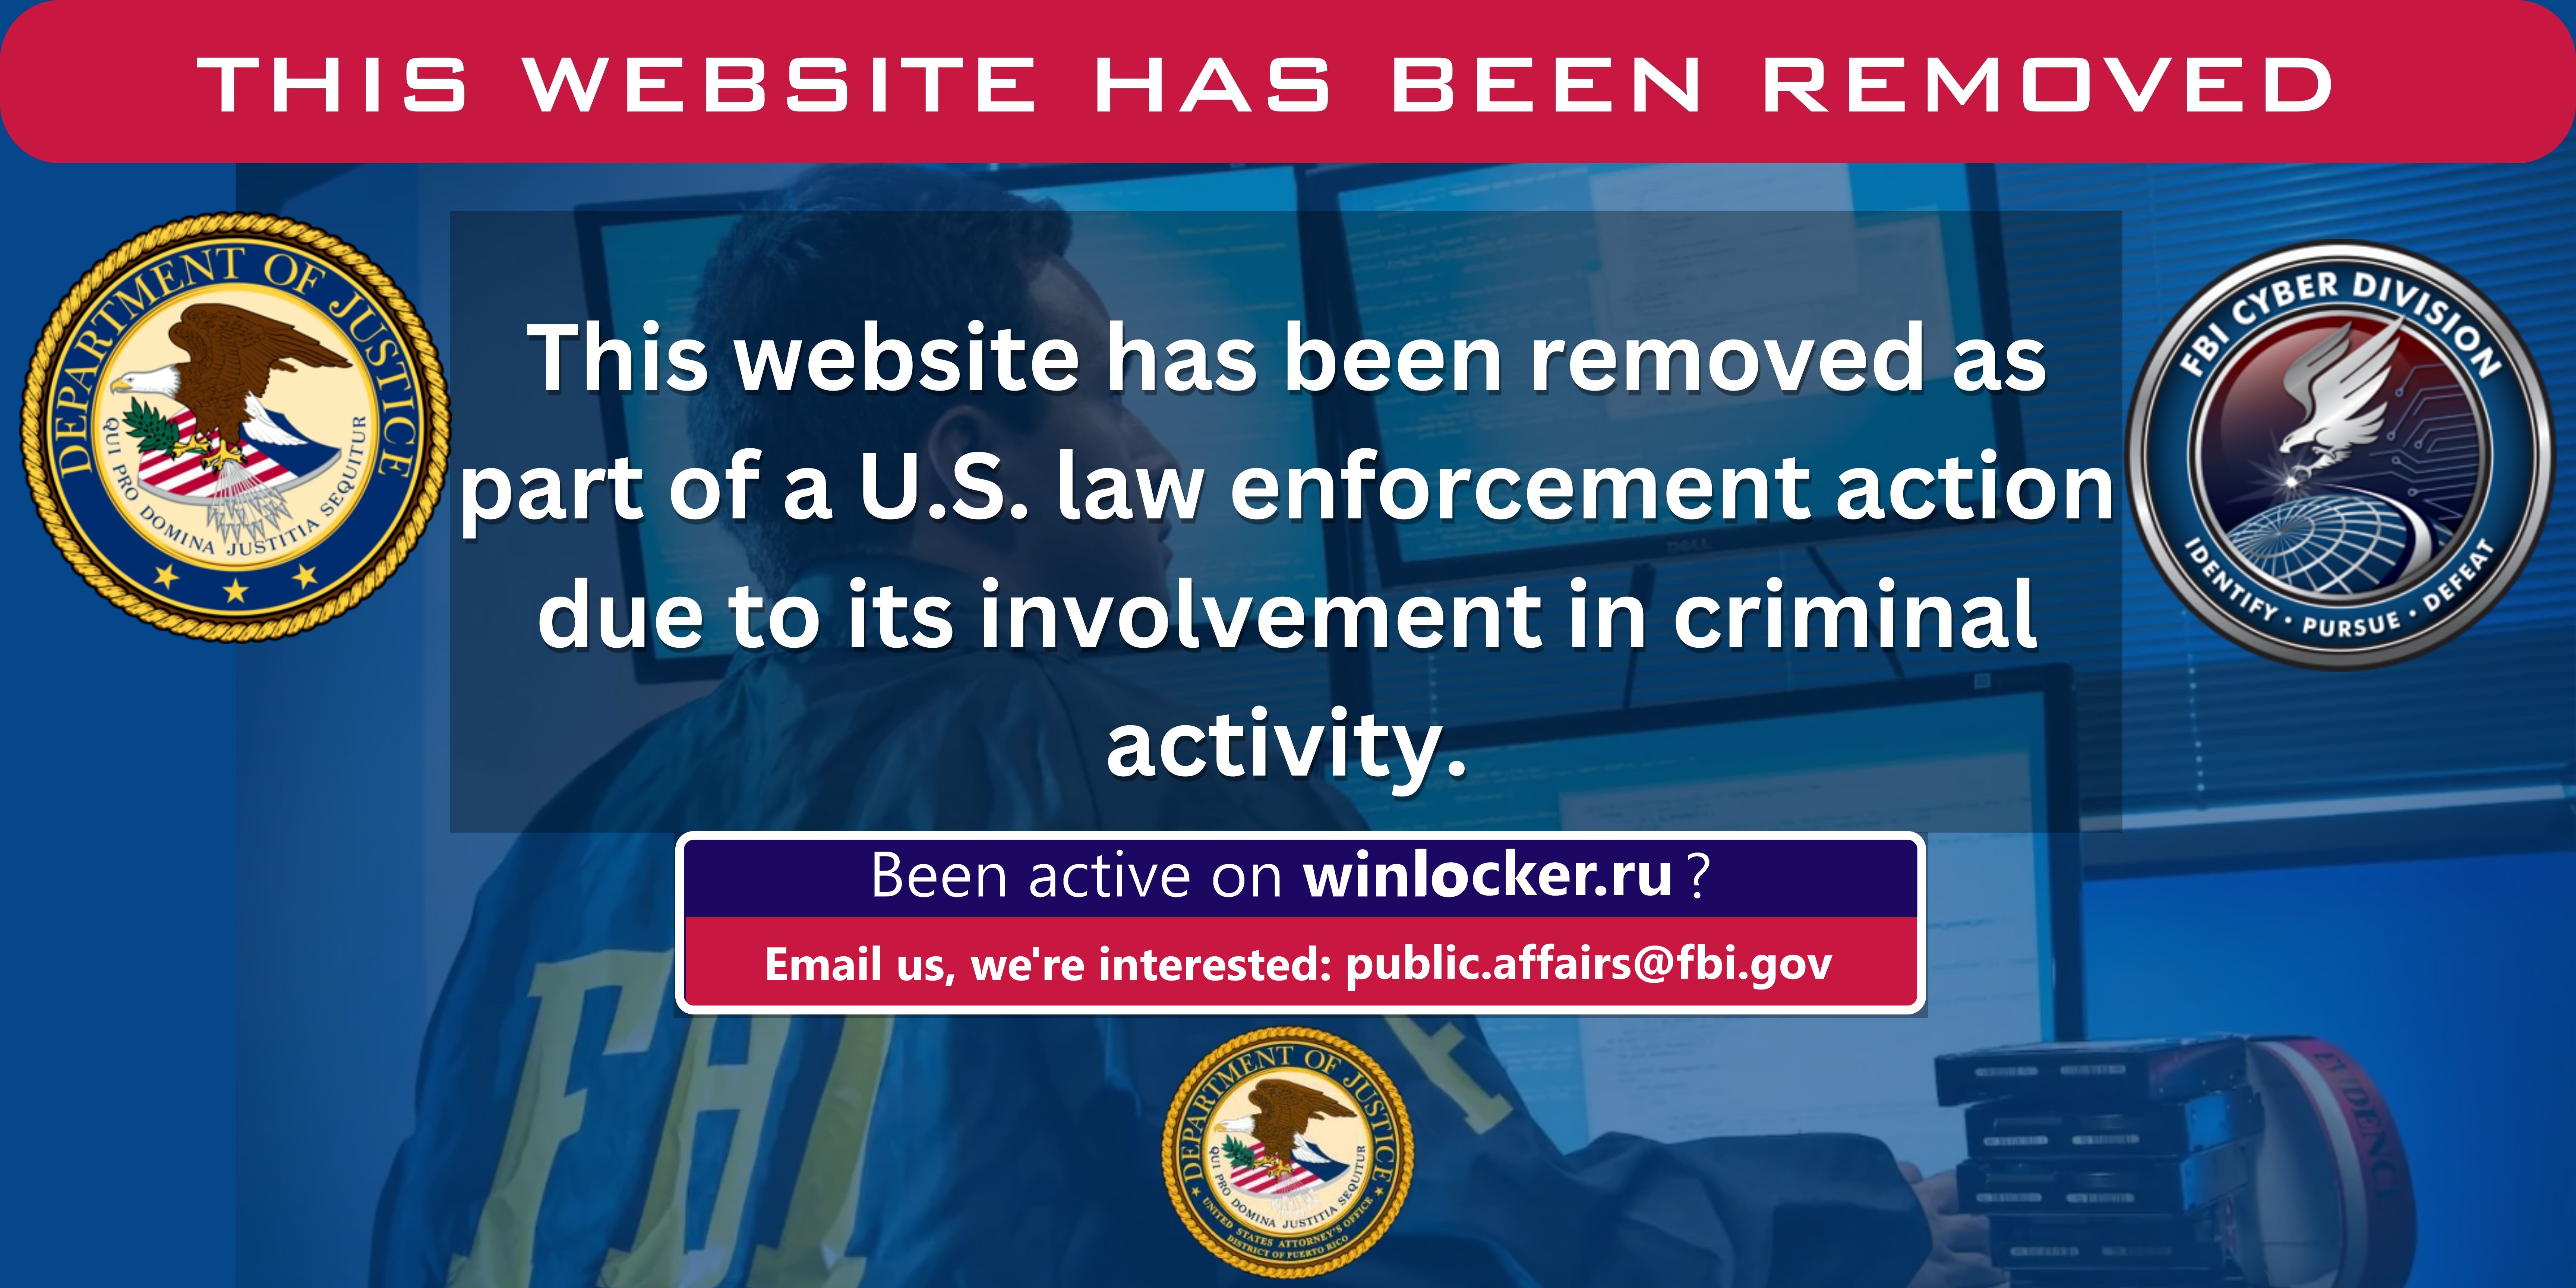 THIS WEBSITE HAS BEEN REMOVED
DEPARTMENT OF JUSTICE
QUI PRO DOMINA JUSTITIA SEQUITUR
This website has been removed as
part of a U.S. law enforcement action
due to its involvement in criminal
activity.
FBI CYBER DIVISION
IDENTIFY • PURSUE • DEFEAT
DELL
Been active on winlocker.ru ?
Email us, we're interested: public.affairs@fbi.gov
FBI
DEPARTMENT OF JUSTICE
QUI PRO DOMINA JUSTITIA SEQUITUR
UNITED STATES ATTORNEY'S OFFICE
DISTRICT OF PUERTO RICO
EVIDENCE